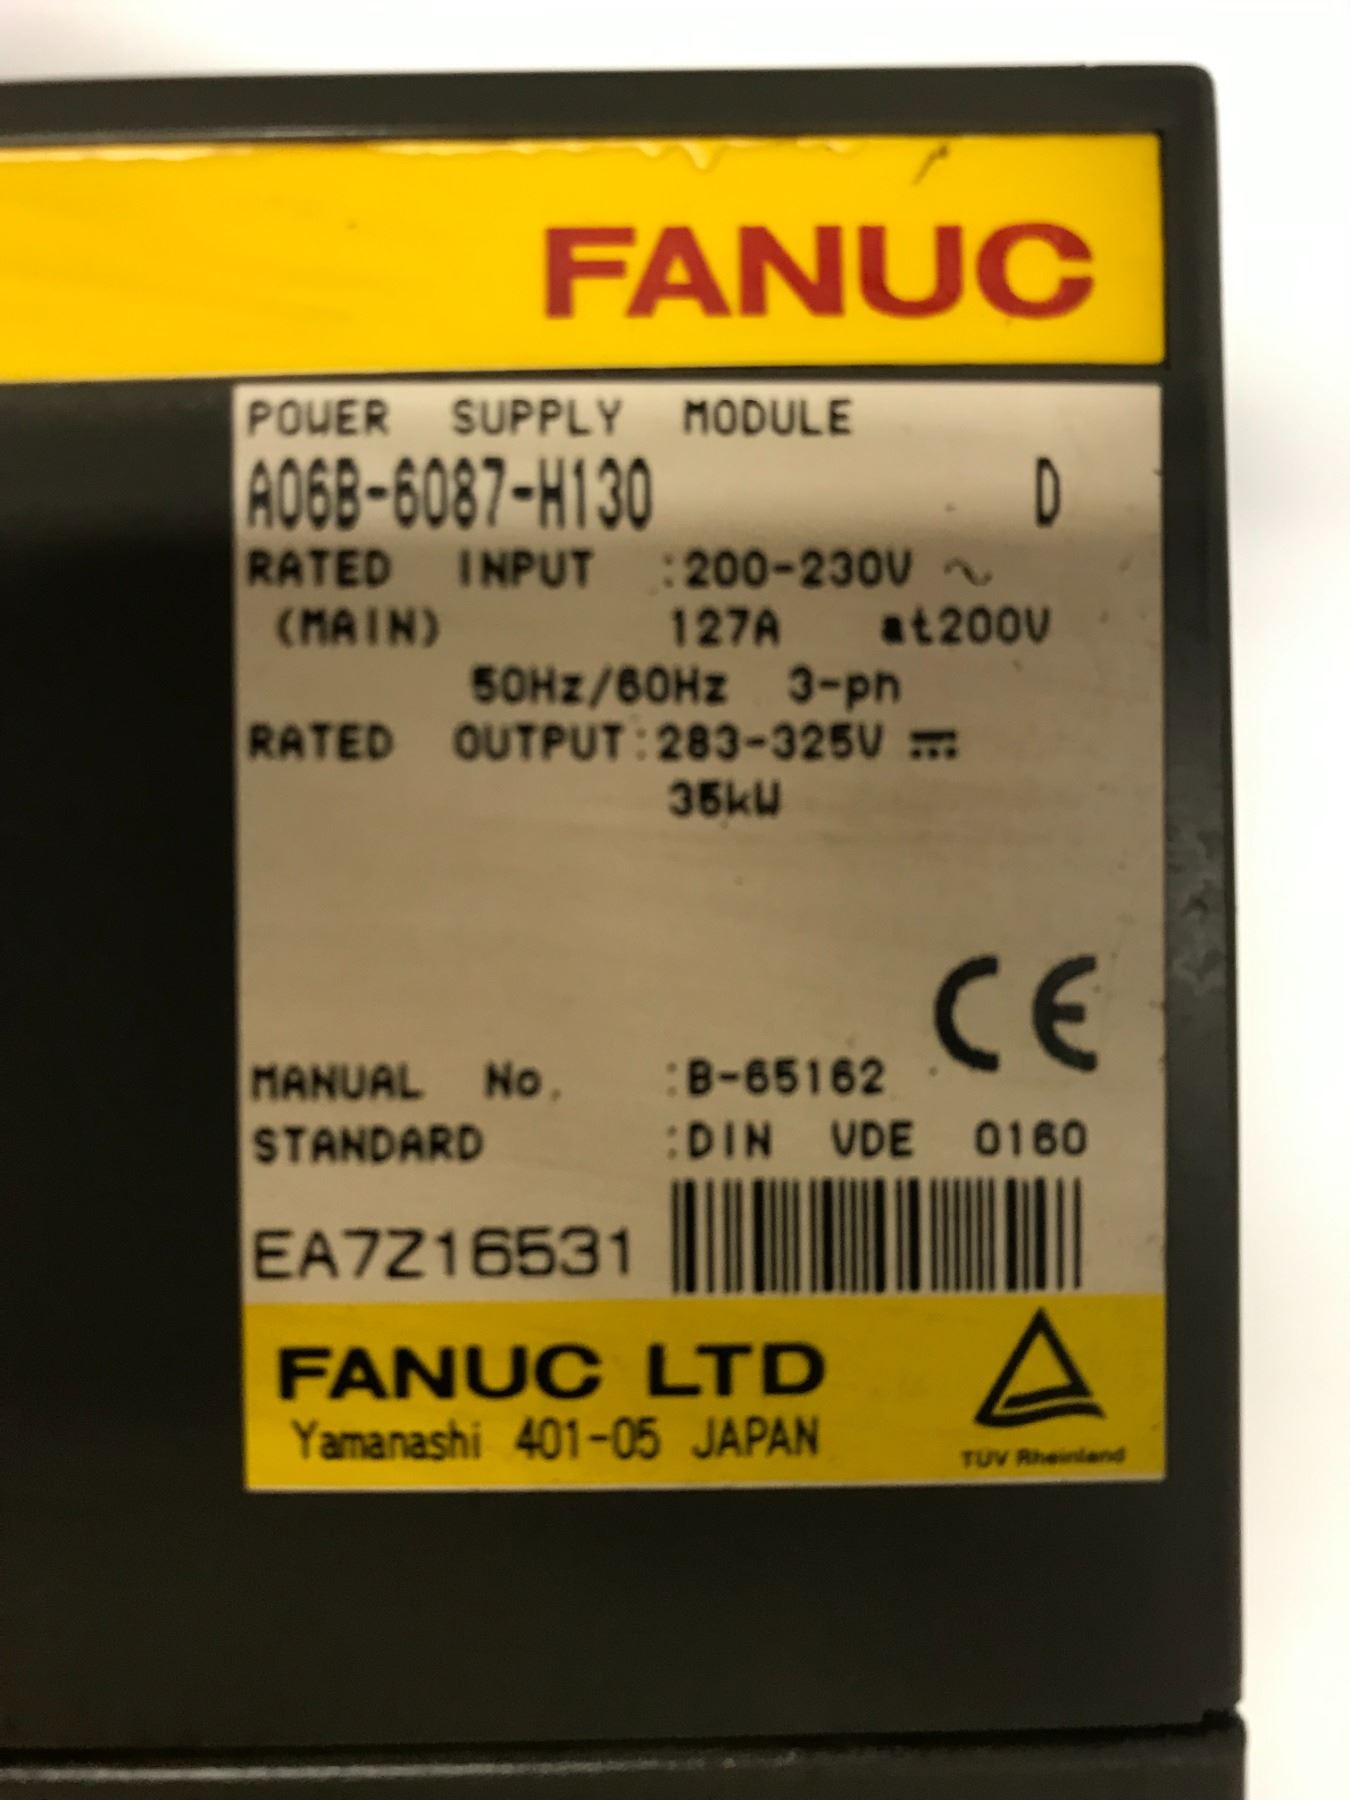 FANUC
POWER SUPPLY MODULE
A06B-6087-H130 D
RATED INPUT :200-230V ~
(MAIN) 127A at200V
50Hz/60Hz 3-ph
RATED OUTPUT:283-325V ⎓
35kW
CE
MANUAL No. :B-65162
STANDARD :DIN VDE 0160
EA7Z16531
FANUC LTD
Yamanashi 401-05 JAPAN
TÜV Rheinland